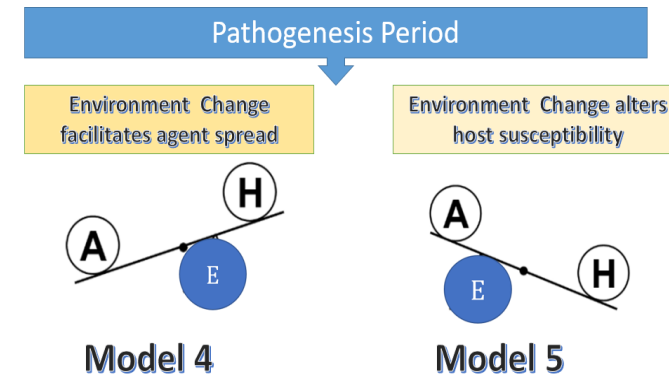 Pathogenesis Period
Environment Change
facilitates agent spread
Environment Change alters
host susceptibility
H
A
E
A
H
E
Model 4
Model 5